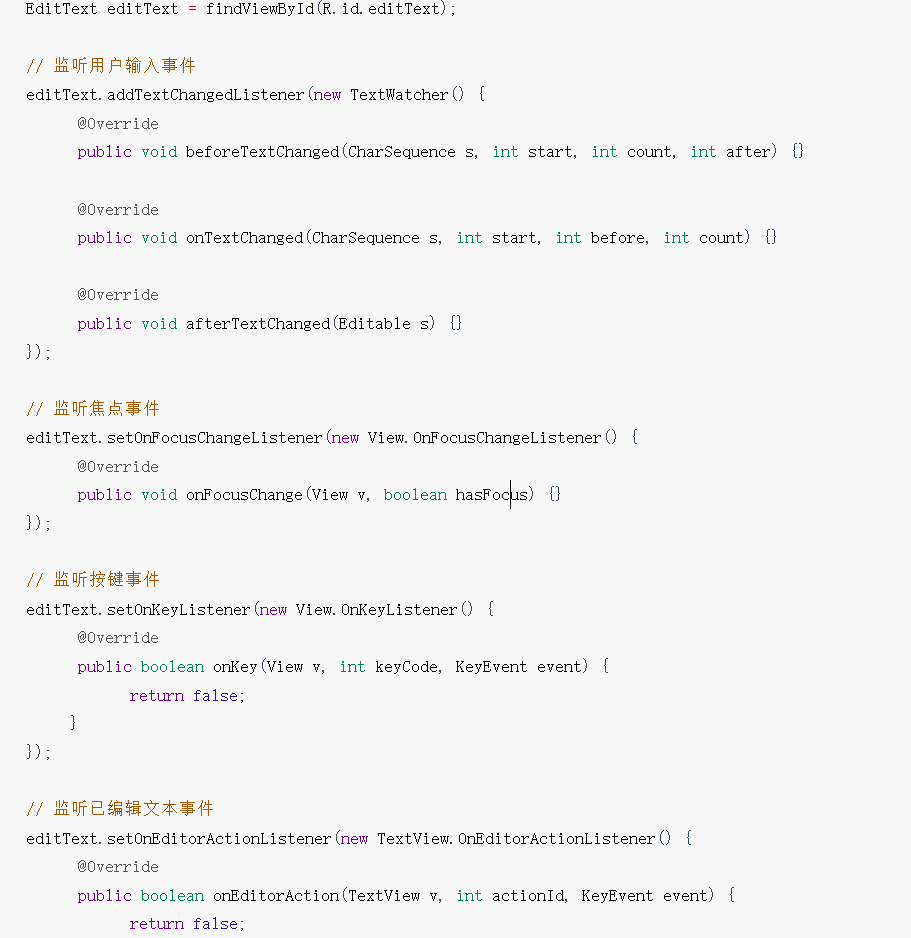 EditText editText = findViewById(R.id.editText);
// 监听用户输入事件
editText.addTextChangedListener(new TextWatcher() {
@Override
public void beforeTextChanged(CharSequence s, int start, int count, int after) {}
@Override
public void onTextChanged(CharSequence s, int start, int before, int count) {}
@Override
public void afterTextChanged(Editable s) {}
});
// 监听焦点事件
editText.setOnFocusChangeListener(new View.OnFocusChangeListener() {
@Override
public void onFocusChange(View v, boolean hasFocus) {}
});
// 监听按键事件
editText.setOnKeyListener(new View.OnKeyListener() {
@Override
public boolean onKey(View v, int keyCode, KeyEvent event) {
return false;
}
});
// 监听已编辑文本事件
editText.setOnEditorActionListener(new TextView.OnEditorActionListener() {
@Override
public boolean onEditorAction(TextView v, int actionId, KeyEvent event) {
return false;